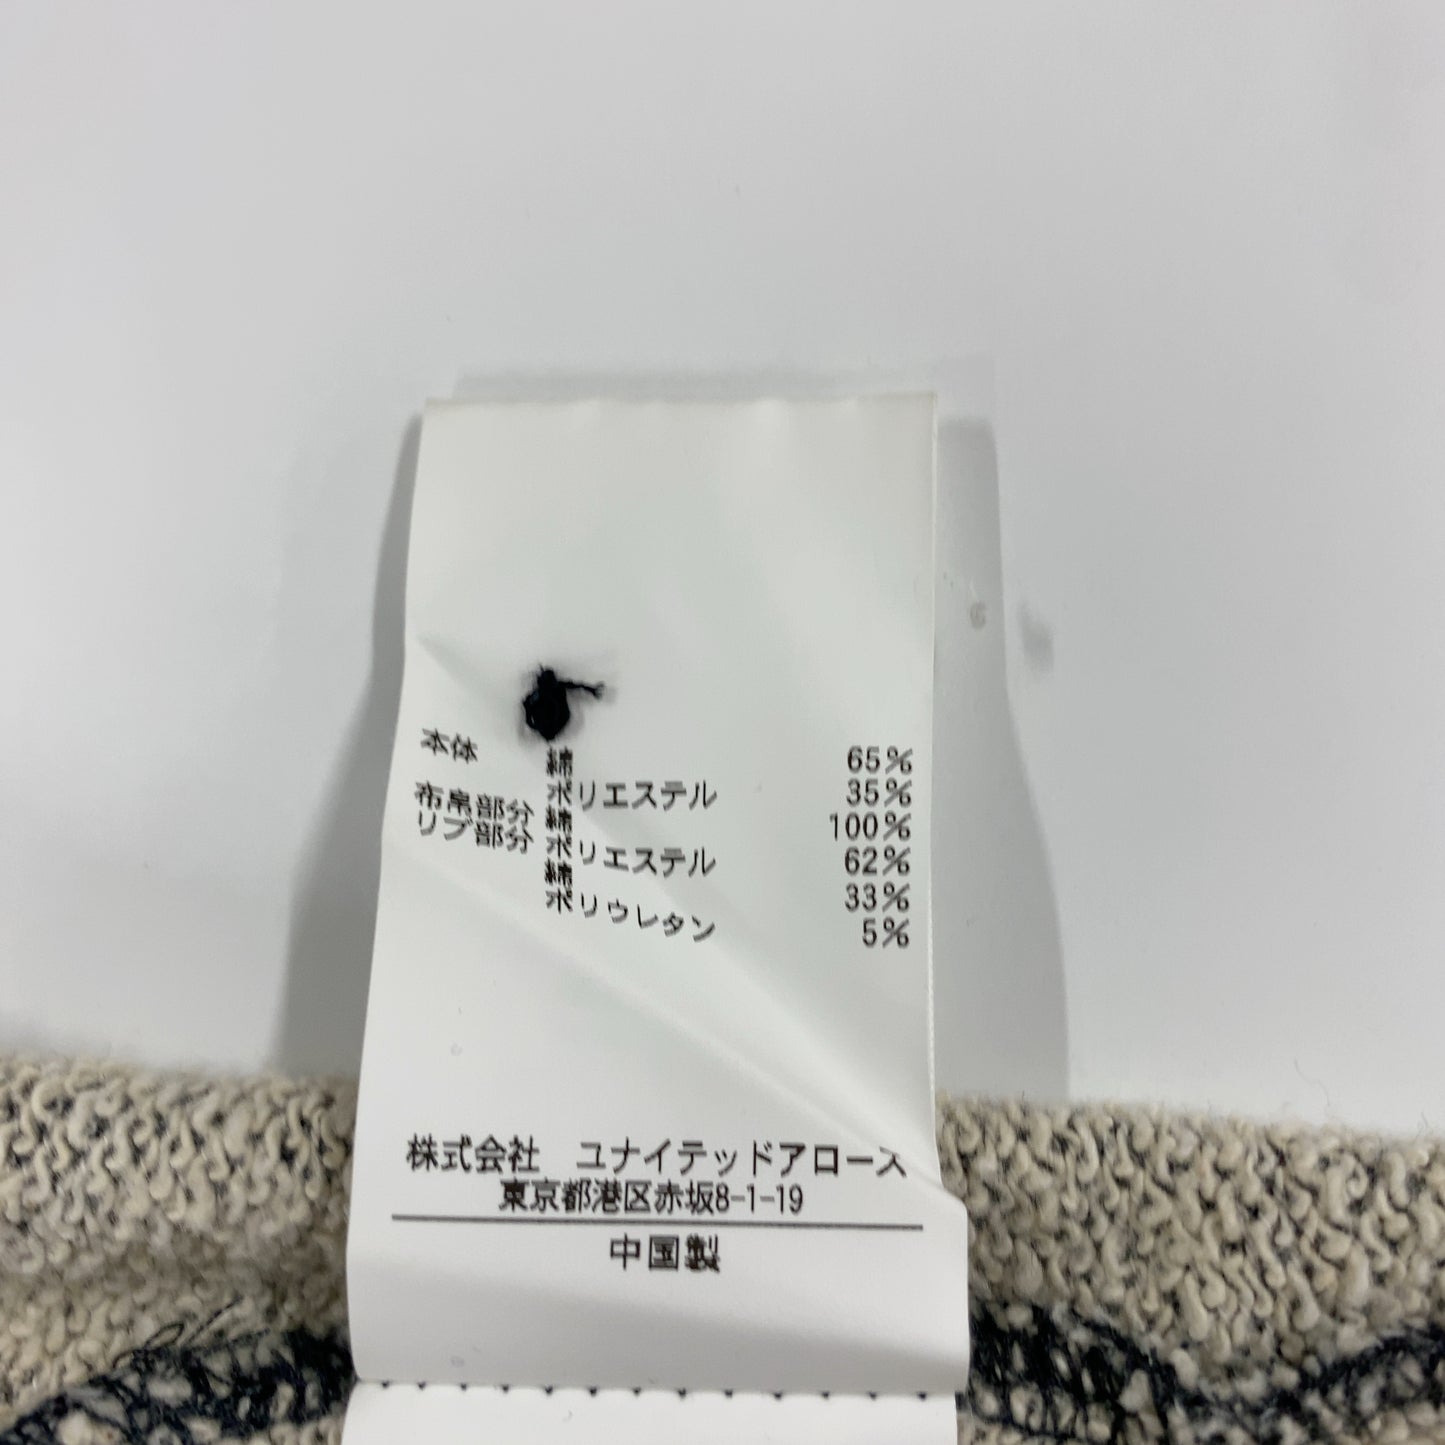 本体 綿 65%
ポリエステル 35%
布帛部分 綿 100%
リブ部分 ポリエステル 62%
綿 33%
ポリウレタン 5%
株式会社 ユナイテッドアローズ
東京都港区赤坂8-1-19
中国製